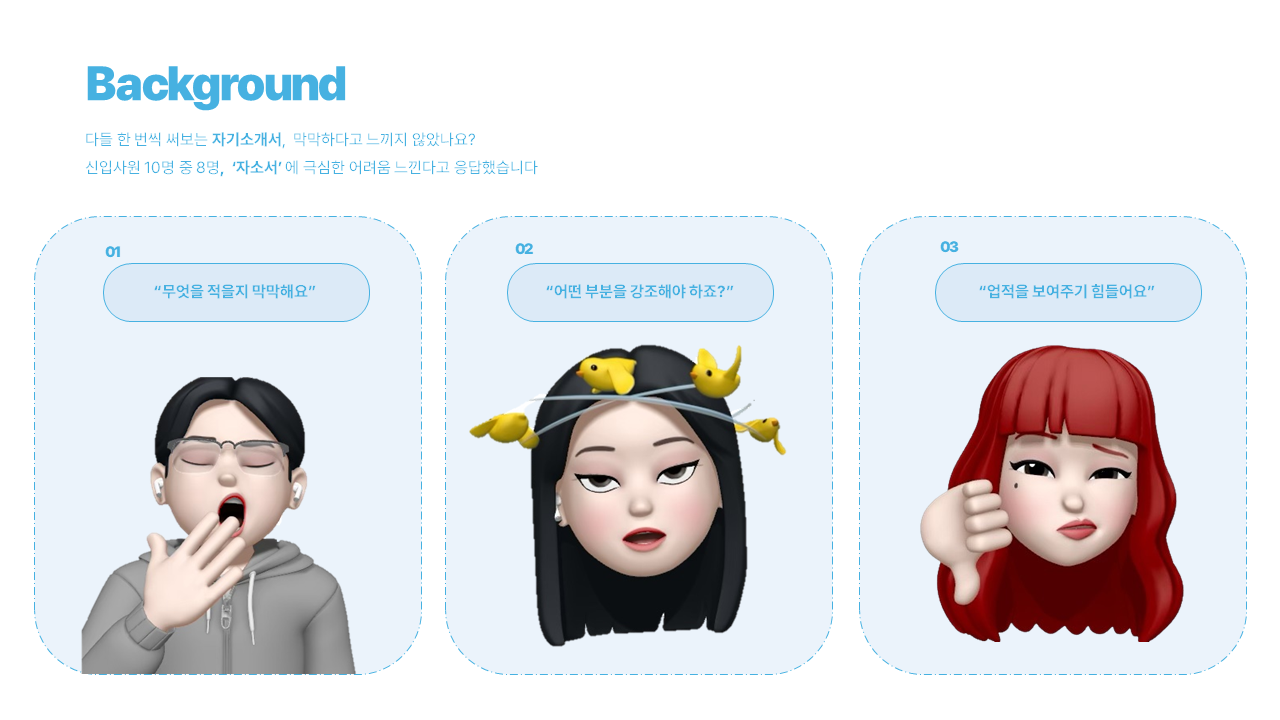 Background
다들 한 번씩 써보는 자기소개서, 막막하다고 느끼지 않았나요?
신입사원 10명 중 8명, ‘자소서’ 에 극심한 어려움 느낀다고 응답했습니다
01
“무엇을 적을지 막막해요”
02
“어떤 부분을 강조해야 하죠?”
03
“업적을 보여주기 힘들어요”